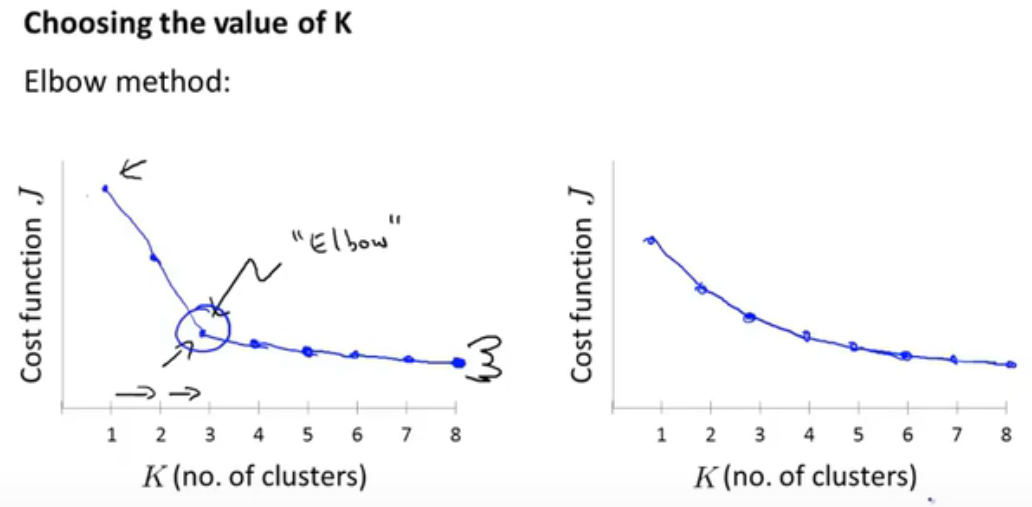 Choosing the value of K
Elbow method:
"Elbow"
Cost function J
1 2 3 4 5 6 7 8
K (no. of clusters)
Cost function J
1 2 3 4 5 6 7 8
K (no. of clusters)